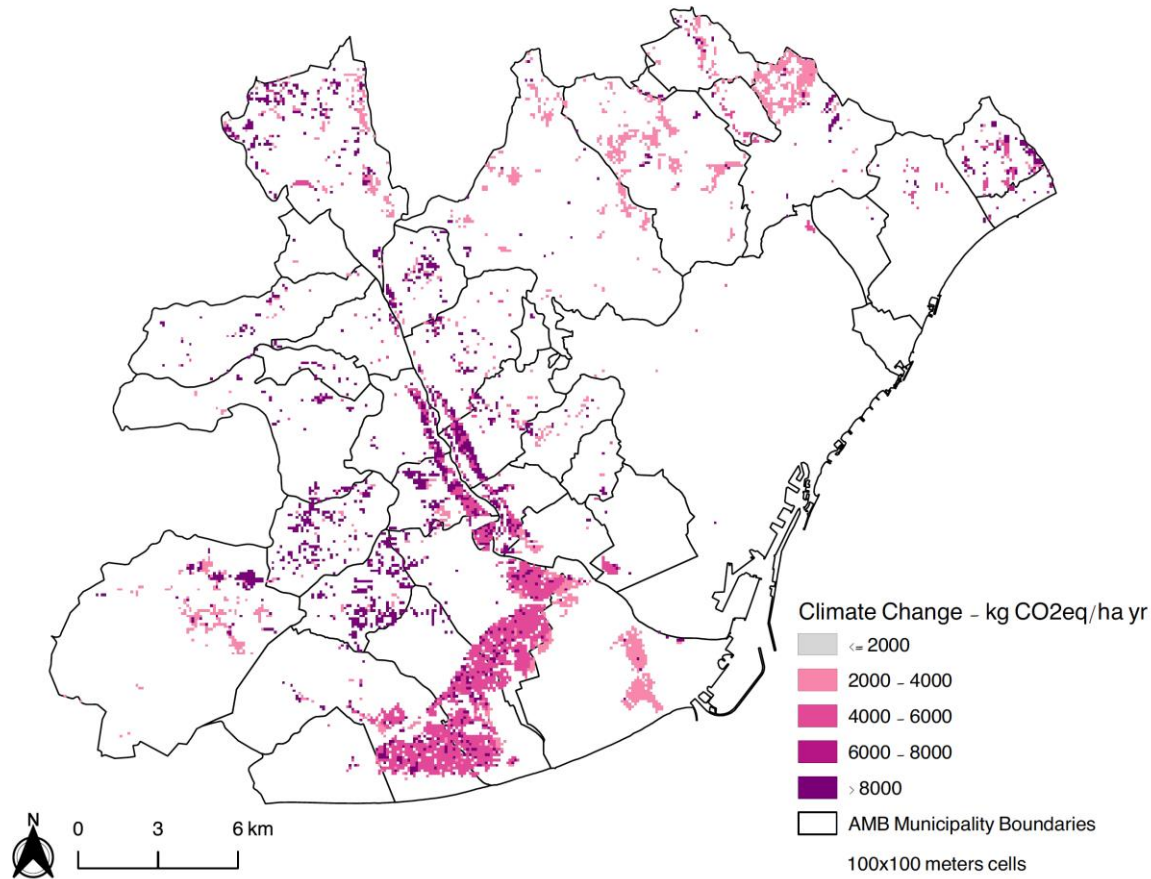 Climate Change - kg CO2eq/ha yr
<= 2000
2000 - 4000
4000 - 6000
6000 - 8000
> 8000
AMB Municipality Boundaries
100x100 meters cells
N
0 3 6 km